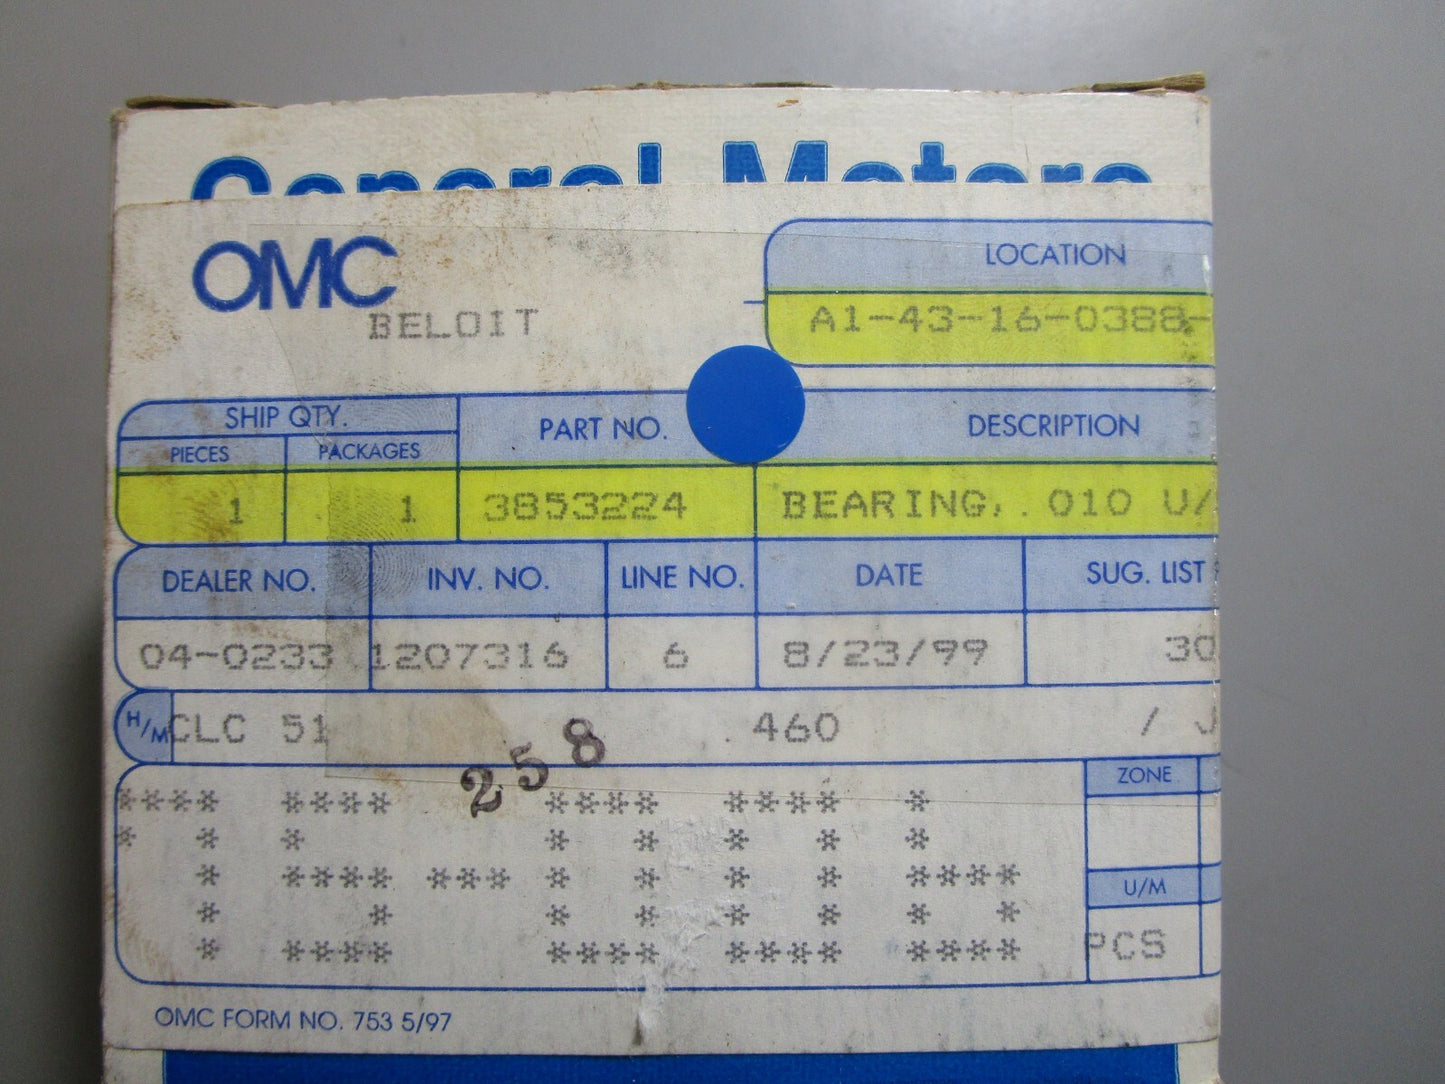 General Motors
OMC
BELOIT
LOCATION
A1-43-16-0388-
SHIP QTY.
PIECES PACKAGES
PART NO.
DESCRIPTION
1 1 3853224 BEARING, .010 U/
DEALER NO. INV. NO. LINE NO. DATE SUG. LIST
04-0233 1207316 6 8/23/99 30
H/M CLC 51 .460 / J
258
ZONE
U/M
PCS
OMC FORM NO. 753 5/97